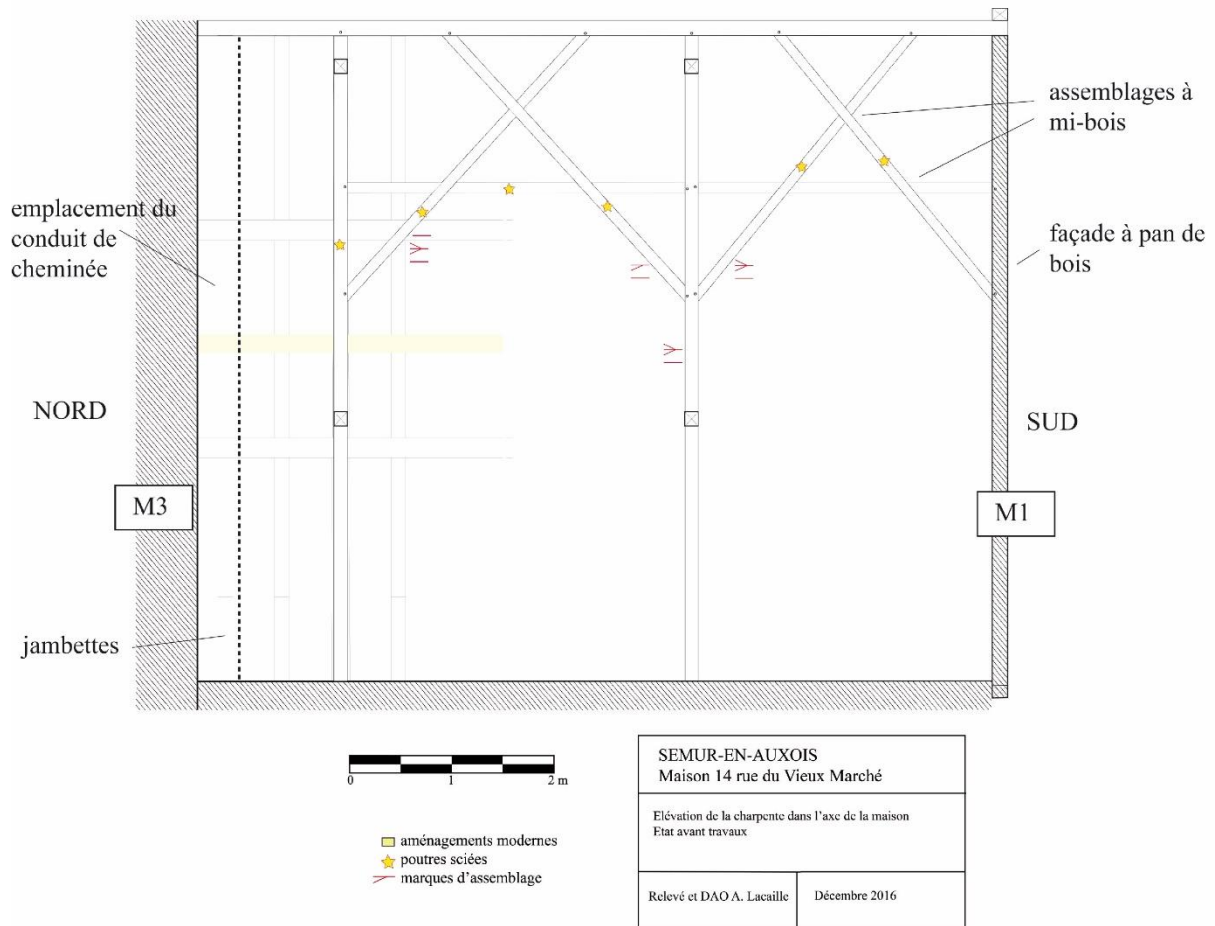 assemblages à
mi-bois
emplacement du
conduit de
cheminée
façade à pan de
bois
NORD
SUD
M3
M1
jambettes
0 1 2 m
aménagements modernes
poutres sciées
marques d'assemblage
SEMUR-EN-AUXOIS
Maison 14 rue du Vieux Marché
Elévation de la charpente dans l'axe de la maison
Etat avant travaux
Relevé et DAO A. Lacaille
Décembre 2016